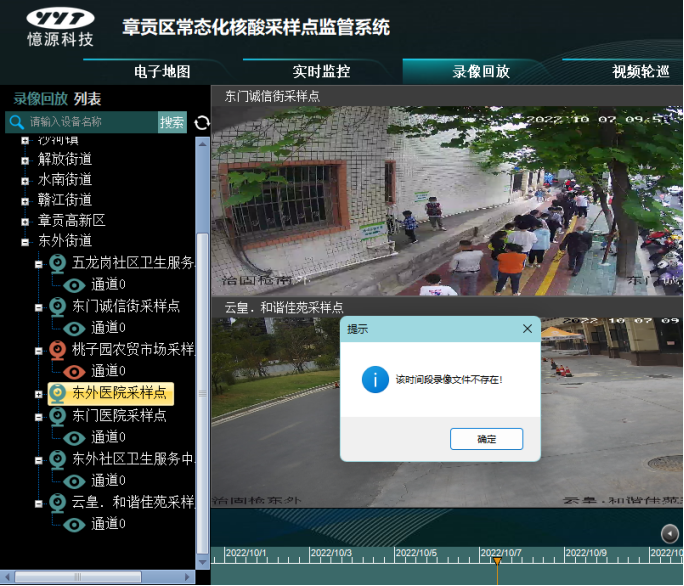 YYT
憶源科技
章贡区常态化核酸采样点监管系统
电子地图
实时监控
录像回放
视频轮巡
录像回放 列表
请输入设备名称
搜索
沙河镇
解放街道
水南街道
赣江街道
章贡高新区
东外街道
五龙岗社区卫生服务
通道0
东门诚信街采样点
通道0
桃子园农贸市场采样
通道0
东外医院采样点
东门医院采样点
通道0
东外社区卫生服务中
通道0
云皇．和谐佳苑采样
通道0
东门诚信街采样点
2022 10 07 09:5
治固枪南外
东门诚
云皇．和谐佳苑采样点
10 07 09
治固枪东外
云皇．和谐佳苑
提示
该时间段录像文件不存在!
确定
2022/10/1
2022/10/3
2022/10/5
2022/10/7
2022/10/9
2022/10